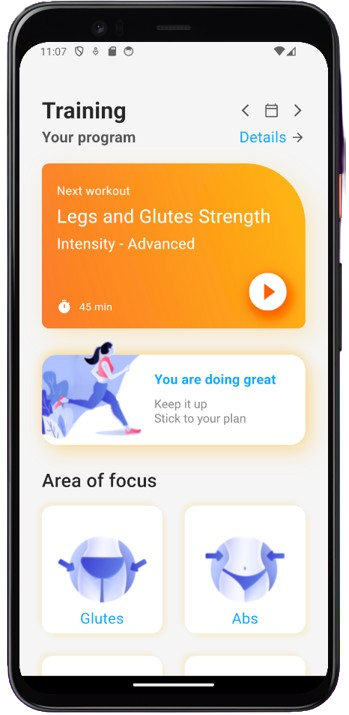 11:07
Training
Your program
Details
Next workout
Legs and Glutes Strength
Intensity - Advanced
45 min
You are doing great
Keep it up
Stick to your plan
Area of focus
Glutes
Abs